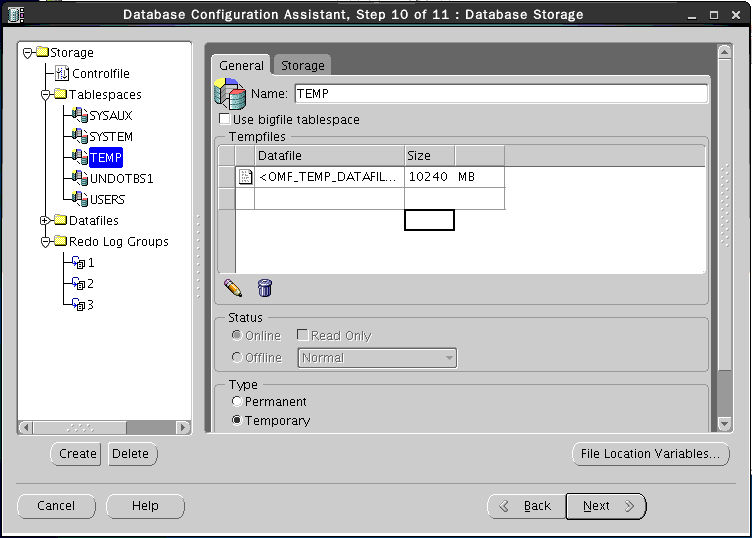 Database Configuration Assistant, Step 10 of 11 : Database Storage
Storage
Controlfile
Tablespaces
SYSAUX
SYSTEM
TEMP
UNDOTBS1
USERS
Datafiles
Redo Log Groups
1
2
3
General Storage
Name: TEMP
Use bigfile tablespace
Tempfiles
Datafile Size
<OMF_TEMP_DATAFIL... 10240 MB
Status
Online Read Only
Offline Normal
Type
Permanent
Temporary
Create Delete File Location Variables...
Cancel Help Back Next